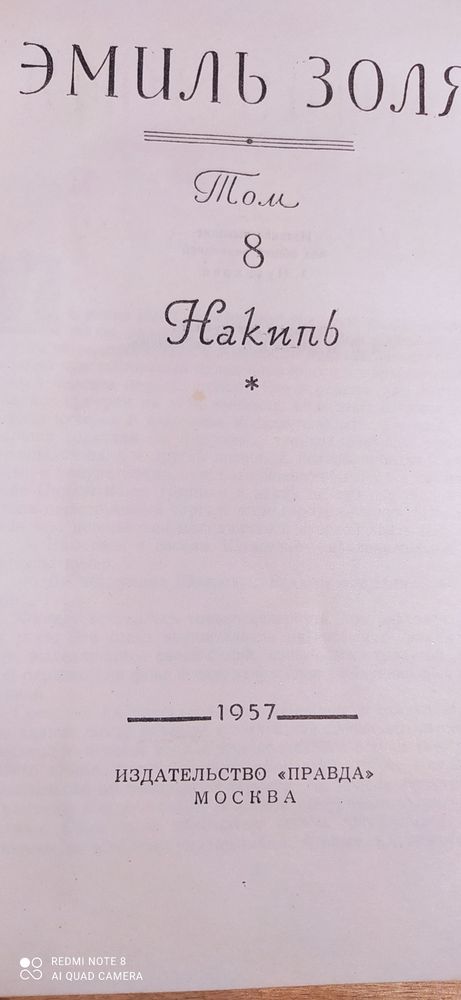 ЭМИЛЬ ЗОЛЯ
Том
8
Накипь
*
1957
ИЗДАТЕЛЬСТВО «ПРАВДА»
МОСКВА
REDMI NOTE 8
AI QUAD CAMERA